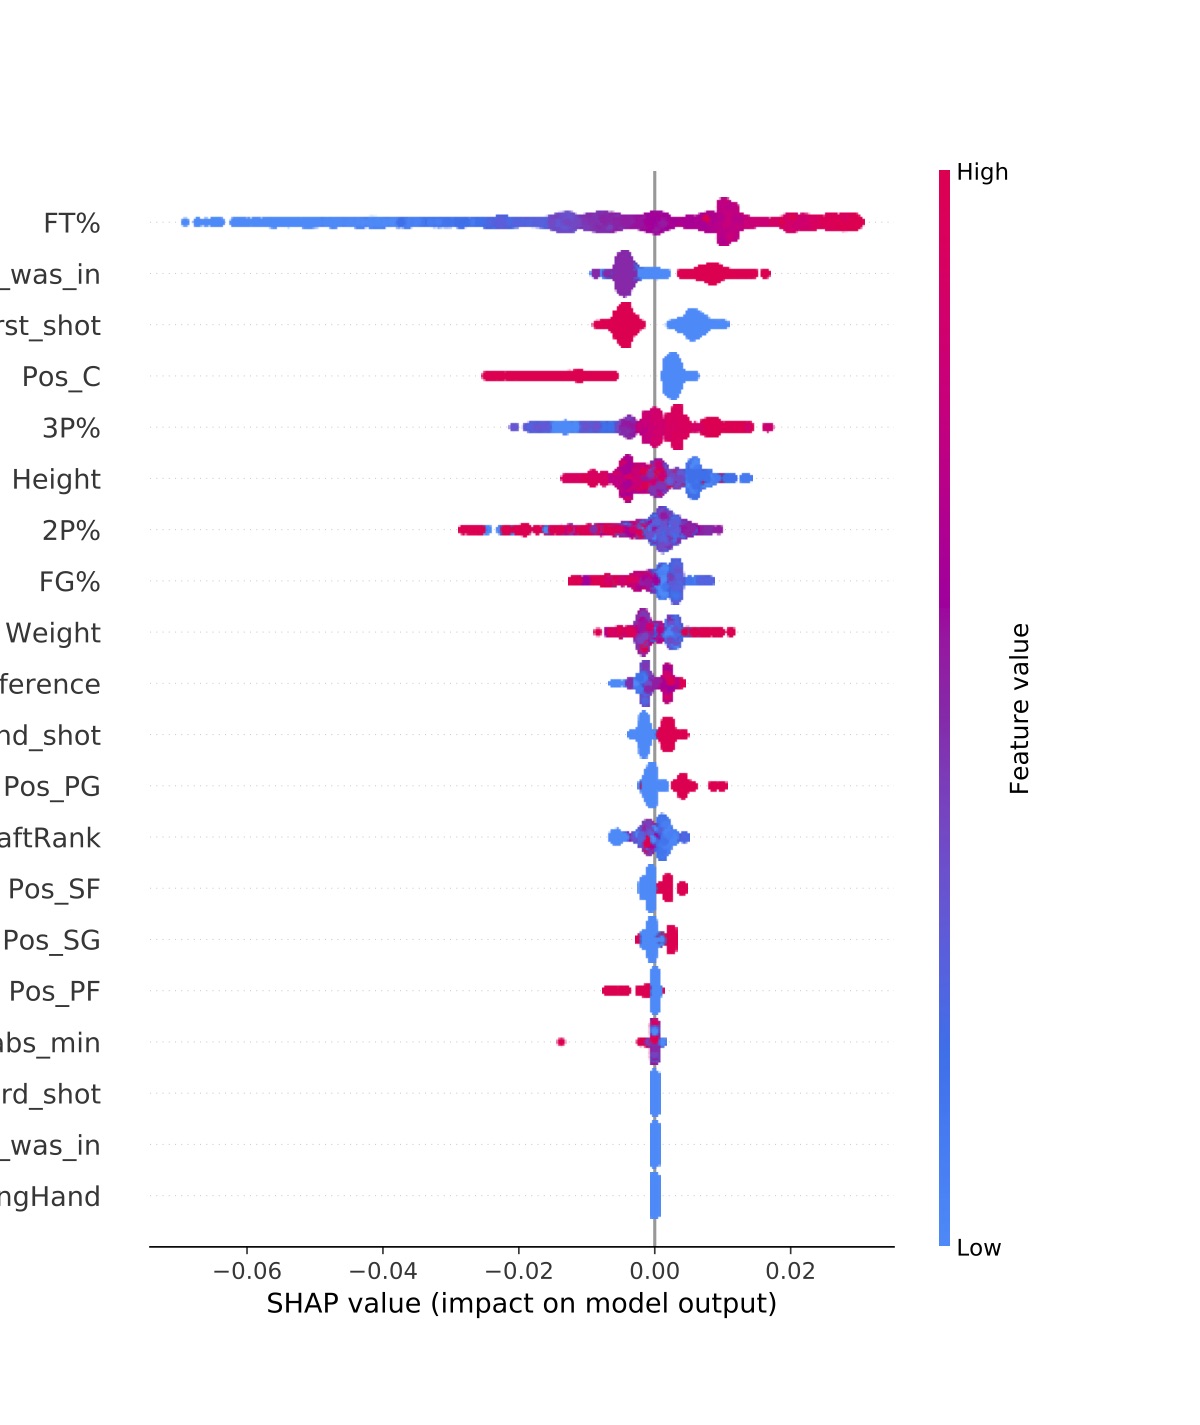 High
FT%
_was_in
rst_shot
Pos_C
3P%
Height
2P%
FG%
Weight
ference
nd_shot
Pos_PG
aftRank
Pos_SF
Pos_SG
Pos_PF
abs_min
rd_shot
_was_in
ngHand
Low
Feature value
−0.06 −0.04 −0.02 0.00 0.02
SHAP value (impact on model output)